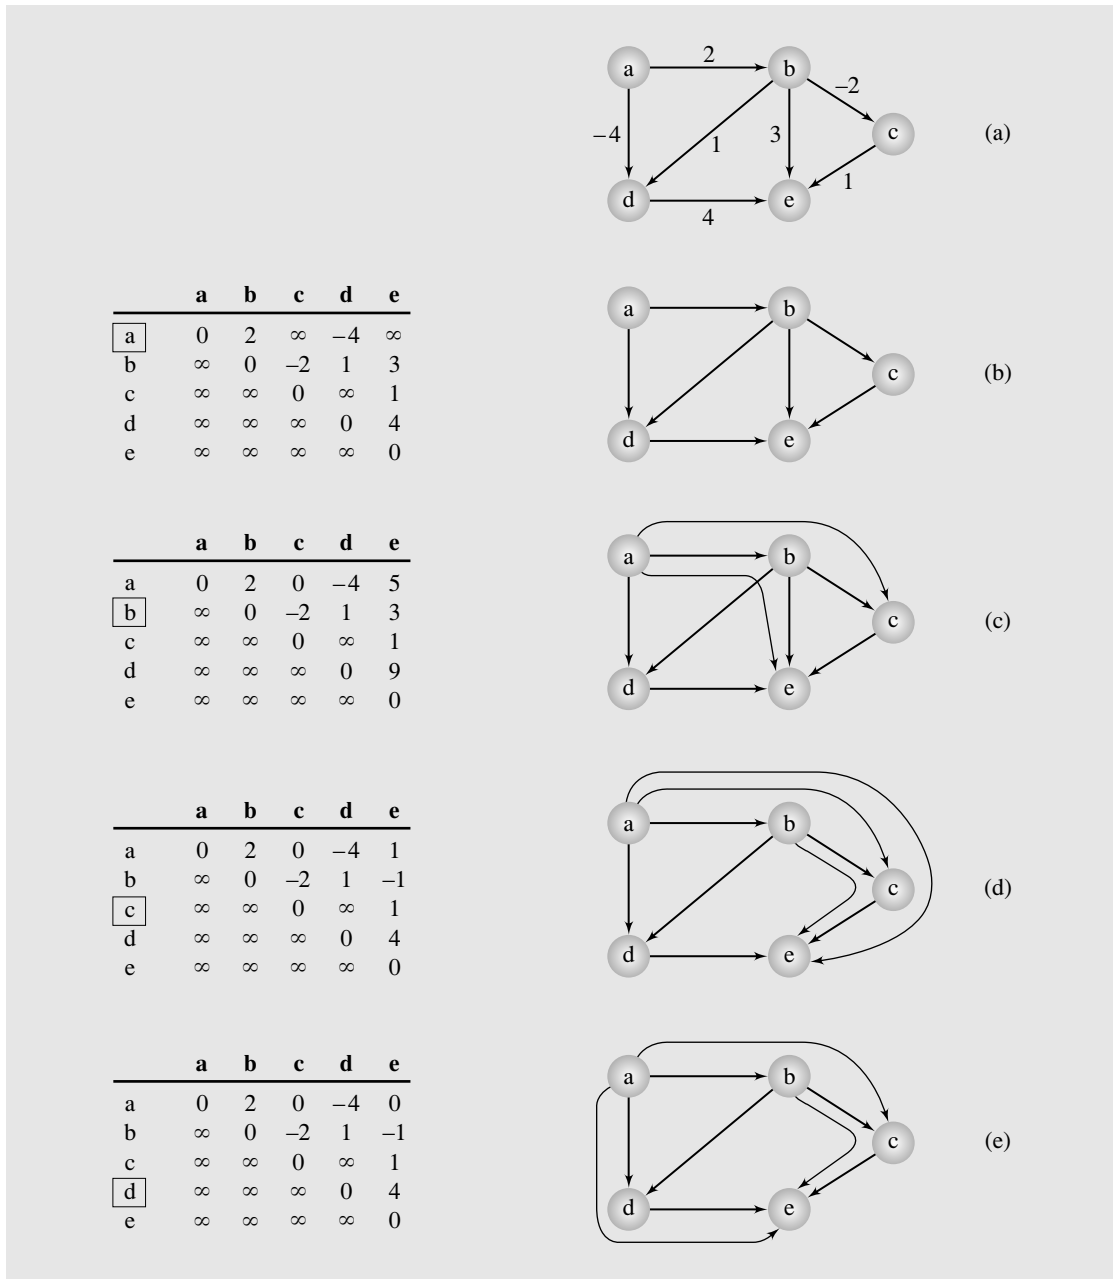 a 2 b
–2
–4 1 3 c (a)
1
d 4 e
a b c d e
a 0 2 ∞ –4 ∞
b ∞ 0 –2 1 3
c ∞ ∞ 0 ∞ 1
d ∞ ∞ ∞ 0 4
e ∞ ∞ ∞ ∞ 0
a b
c (b)
d e
a b c d e
a 0 2 0 –4 5
b ∞ 0 –2 1 3
c ∞ ∞ 0 ∞ 1
d ∞ ∞ ∞ 0 9
e ∞ ∞ ∞ ∞ 0
a b
c (c)
d e
a b c d e
a 0 2 0 –4 1
b ∞ 0 –2 1 –1
c ∞ ∞ 0 ∞ 1
d ∞ ∞ ∞ 0 4
e ∞ ∞ ∞ ∞ 0
a b
c (d)
d e
a b c d e
a 0 2 0 –4 0
b ∞ 0 –2 1 –1
c ∞ ∞ 0 ∞ 1
d ∞ ∞ ∞ 0 4
e ∞ ∞ ∞ ∞ 0
a b
c (e)
d e